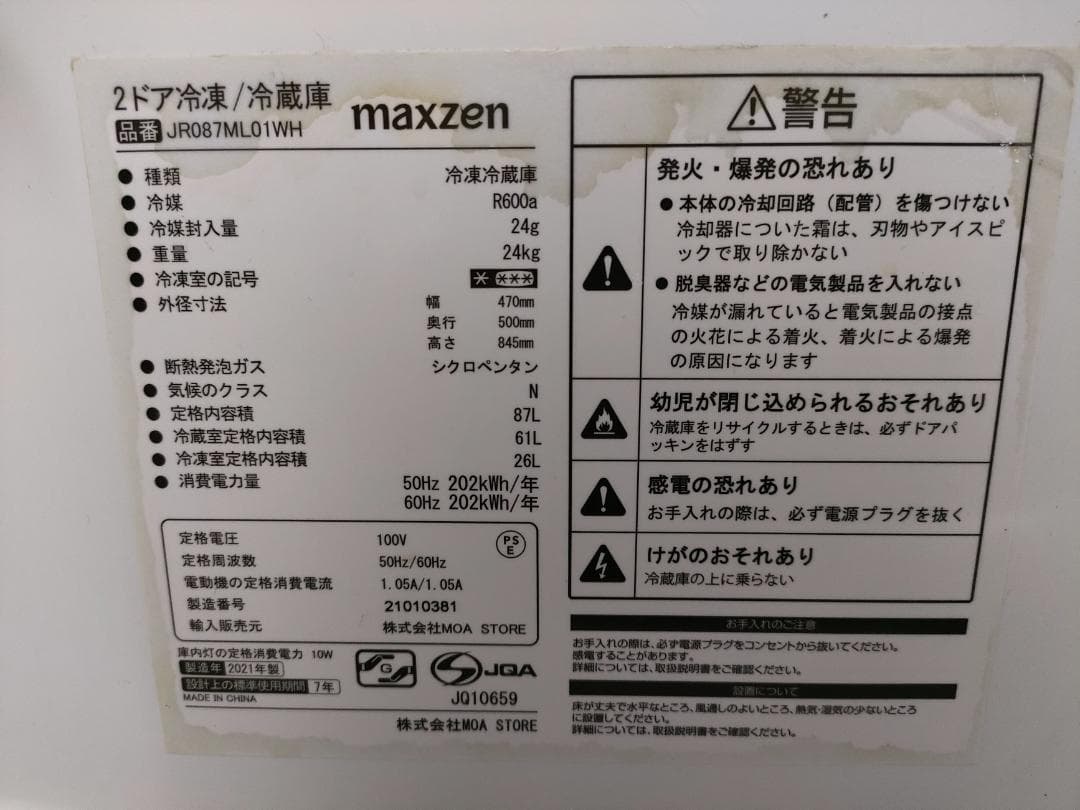 2ドア冷凍/冷蔵庫
品番 JR087ML01WH
maxzen
● 種類 冷凍冷蔵庫
● 冷媒 R600a
● 冷媒封入量 24g
● 重量 24kg
● 冷凍室の記号 * ***
● 外径寸法 幅 470mm
奥行 500mm
高さ 845mm
● 断熱発泡ガス シクロペンタン
● 気候のクラス N
● 定格内容積 87L
● 冷蔵室定格内容積 61L
● 冷凍室定格内容積 26L
● 消費電力量 50Hz 202kWh/年
60Hz 202kWh/年
定格電圧 100V
PS
E
定格周波数 50Hz/60Hz
電動機の定格消費電流 1.05A/1.05A
製造番号 21010381
輸入販売元 株式会社MOA STORE
庫内灯の定格消費電力 10W
製造年 2021年製
設計上の標準使用期間 7年
MADE IN CHINA
G
JQA
JQ10659
株式会社MOA STORE
警告
発火・爆発の恐れあり
● 本体の冷却回路（配管）を傷つけない
冷却器についた霜は、刃物やアイスピ
ックで取り除かない
● 脱臭器などの電気製品を入れない
冷媒が漏れていると電気製品の接点
の火花による着火、着火による爆発
の原因になります
幼児が閉じ込められるおそれあり
冷蔵庫をリサイクルするときは、必ずドアパ
ッキンをはずす
感電の恐れあり
お手入れの際は、必ず電源プラグを抜く
けがのおそれあり
冷蔵庫の上に乗らない
お手入れのご注意
お手入れの際は、必ず電源プラグをコンセントから抜いてください。
感電することがあります。
詳細については、取扱説明書をご確認ください。
設置について
床が丈夫で水平なところ、風通しのよいところ、熱気・湿気の少ないところ
に設置してください。
詳細については、取扱説明書をご確認ください。